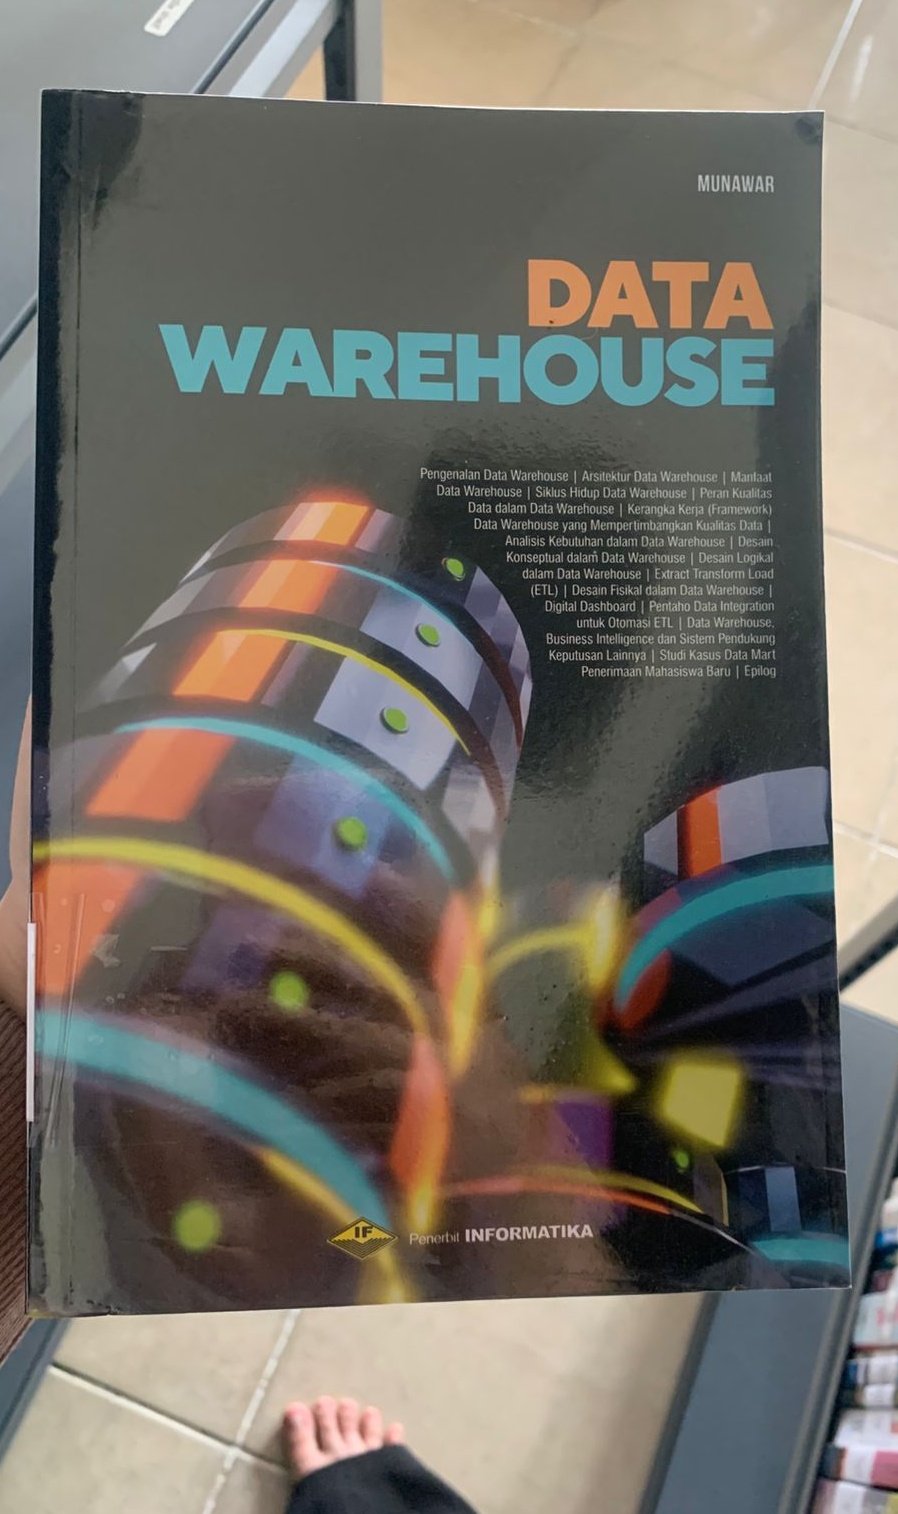 MUNAWAR
DATA
WAREHOUSE
Pengenalan Data Warehouse | Arsitektur Data Warehouse | Manfaat
Data Warehouse | Siklus Hidup Data Warehouse | Peran Kualitas
Data dalam Data Warehouse | Kerangka Kerja (Framework)
Data Warehouse yang Mempertimbangkan Kualitas Data |
Analisis Kebutuhan dalam Data Warehouse | Desain
Konseptual dalam Data Warehouse | Desain Logikal
dalam Data Warehouse | Extract Transform Load
(ETL) | Desain Fisikal dalam Data Warehouse |
Digital Dashboard | Pentaho Data Integration
untuk Otomasi ETL | Data Warehouse,
Business Intelligence dan Sistem Pendukung
Keputusan Lainnya | Studi Kasus Data Mart
Penerimaan Mahasiswa Baru | Epilog
IF
Penerbit INFORMATIKA